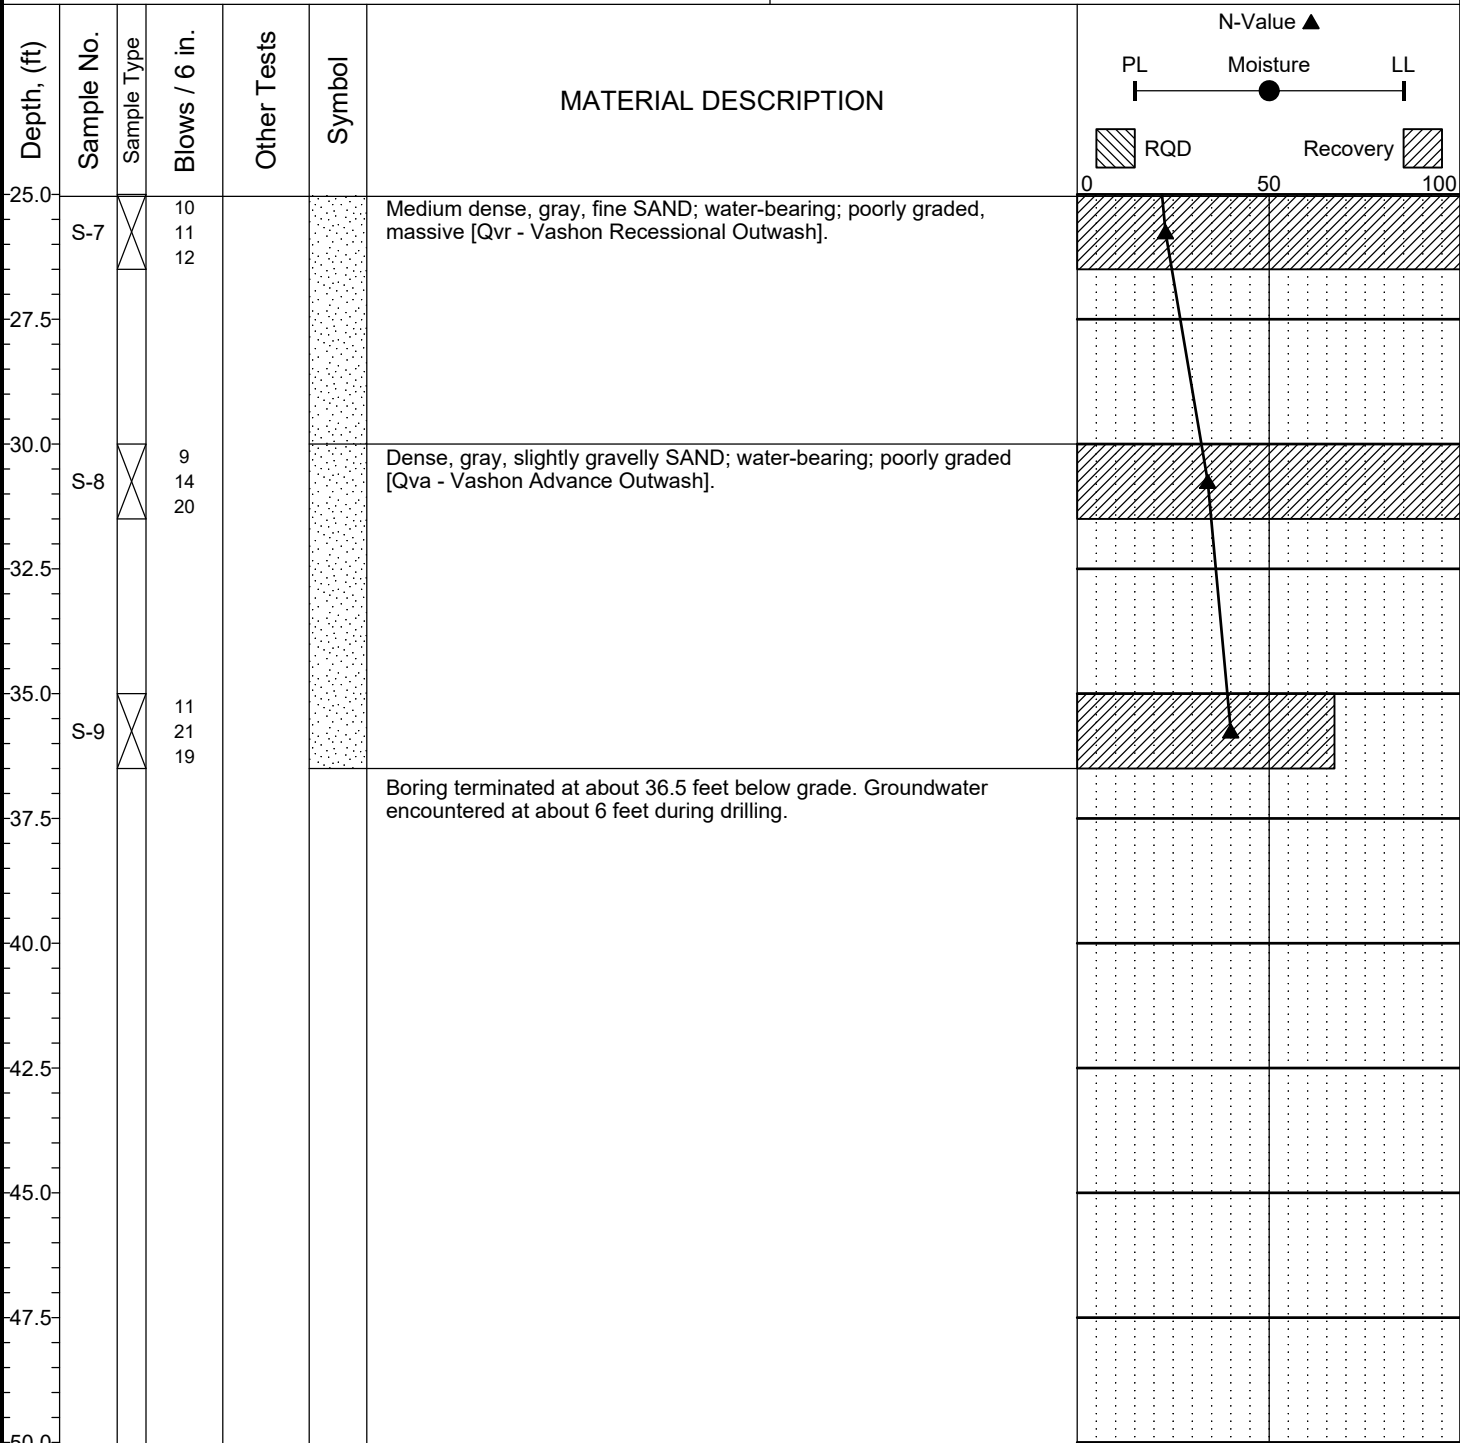 Depth, (ft)
Sample No.
Sample Type
Blows / 6 in.
Other Tests
Symbol
MATERIAL DESCRIPTION
N-Value ▲
PL Moisture LL
RQD Recovery
0 50 100
25.0
S-7
10
11
12
Medium dense, gray, fine SAND; water-bearing; poorly graded,
massive [Qvr - Vashon Recessional Outwash].
27.5
30.0
S-8
9
14
20
Dense, gray, slightly gravelly SAND; water-bearing; poorly graded
[Qva - Vashon Advance Outwash].
32.5
35.0
S-9
11
21
19
Boring terminated at about 36.5 feet below grade. Groundwater
encountered at about 6 feet during drilling.
37.5
40.0
42.5
45.0
47.5
50.0